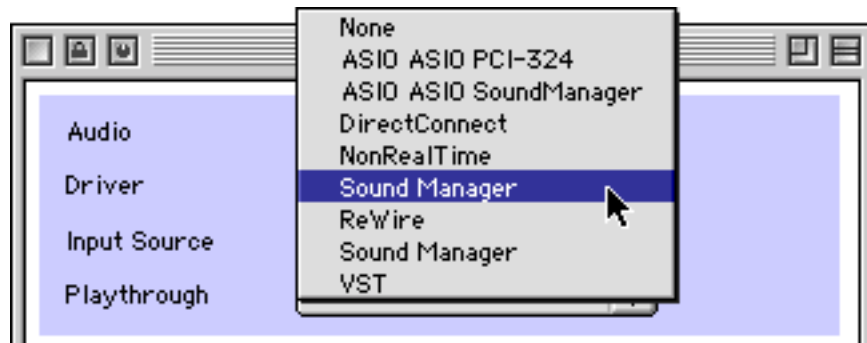 None
ASIO ASIO PCI-324
ASIO ASIO SoundManager
DirectConnect
NonRealTime
Sound Manager
ReWire
Sound Manager
VST
Audio
Driver
Input Source
Playthrough